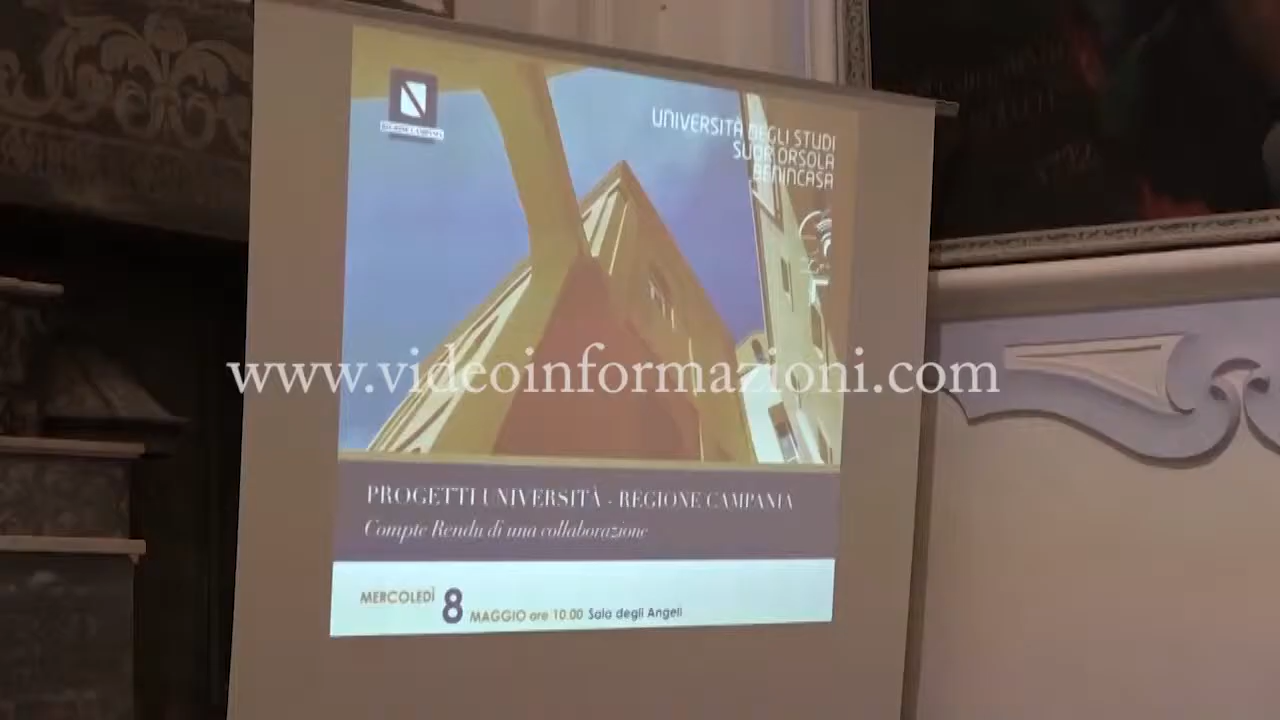 UNIVERSITÀ DEGLI STUDI
SUOR ORSOLA
BENINCASA
www.videoinformazioni.com
PROGETTI UNIVERSITÀ - REGIONE CAMPANIA
Compte Rendu di una collaborazione
MERCOLEDÌ 8 MAGGIO ore 10.00 Sala degli Angeli